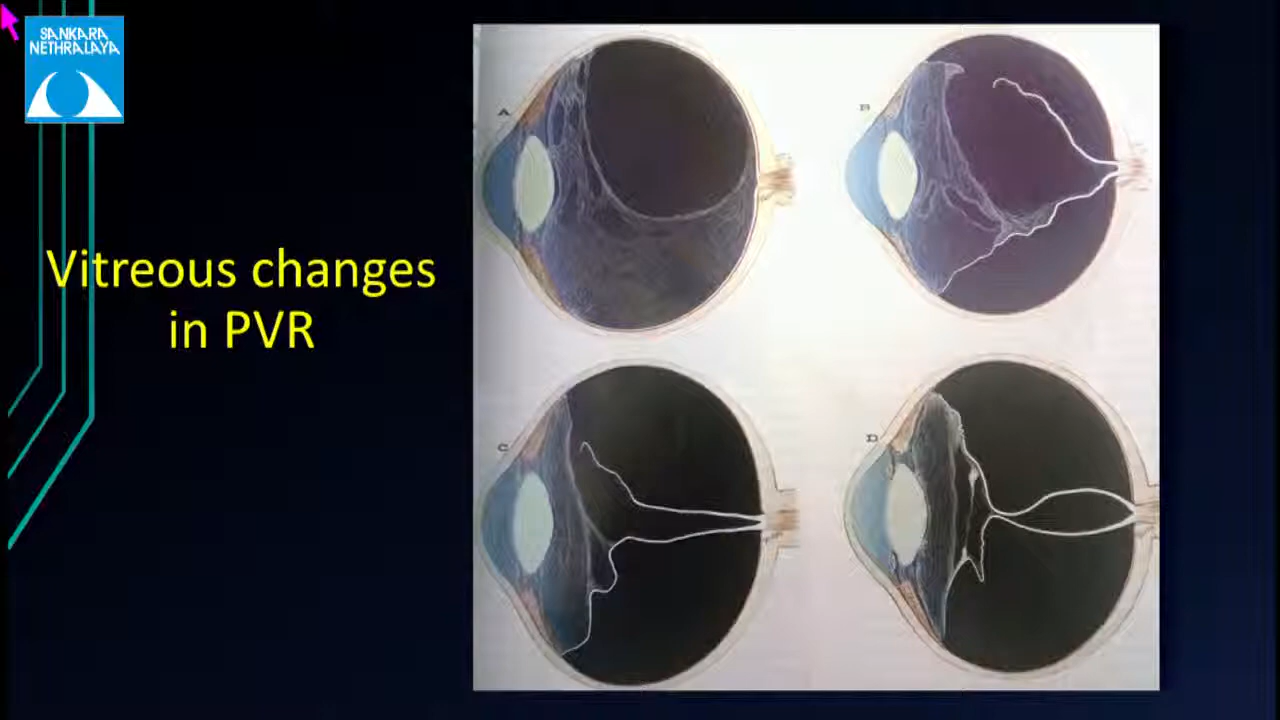 SANKARA
NETHRALAYA
Vitreous changes
in PVR
A
B
C
D